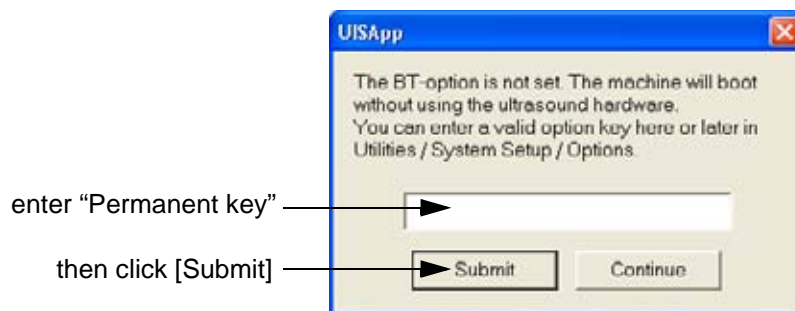 UISApp
The BT-option is not set. The machine will boot
without using the ultrasound hardware.
You can enter a valid option key here or later in
Utilities / System Setup / Options.
enter “Permanent key”
then click [Submit]
Submit
Continue